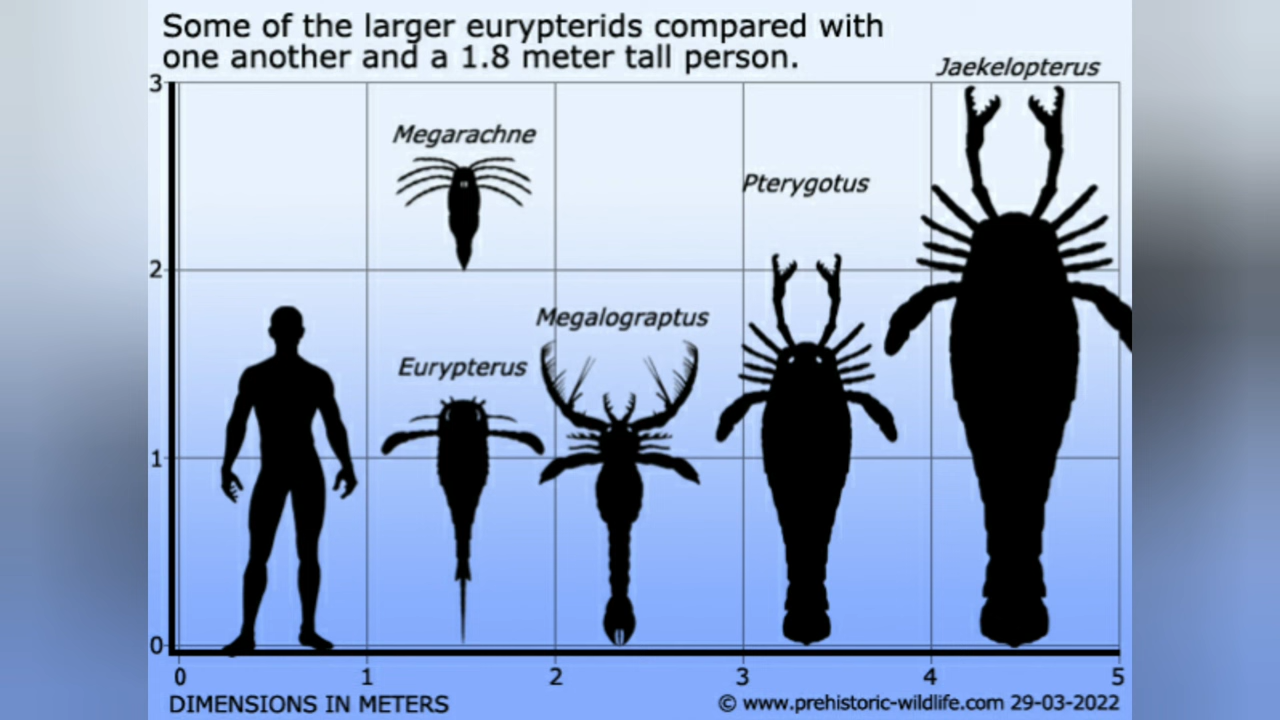 Some of the larger eurypterids compared with
one another and a 1.8 meter tall person.
Jaekelopterus
3
Megarachne
Pterygotus
2
Megalograptus
Eurypterus
1
0
0 1 2 3 4 5
DIMENSIONS IN METERS
© www.prehistoric-wildlife.com 29-03-2022